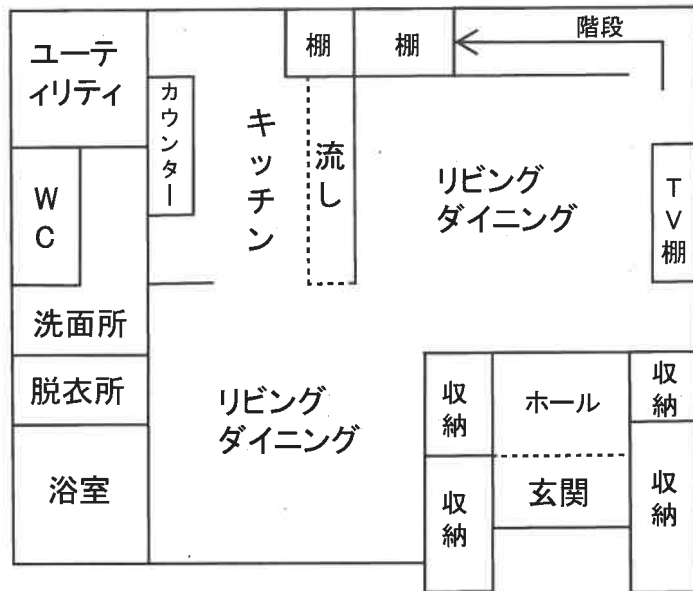 ユーテ
ィリティ
カウンター
キッチン
棚
棚
階段
流し
リビング
ダイニング
TV棚
WC
洗面所
脱衣所
浴室
リビング
ダイニング
収納
ホール
収納
収納
玄関
収納